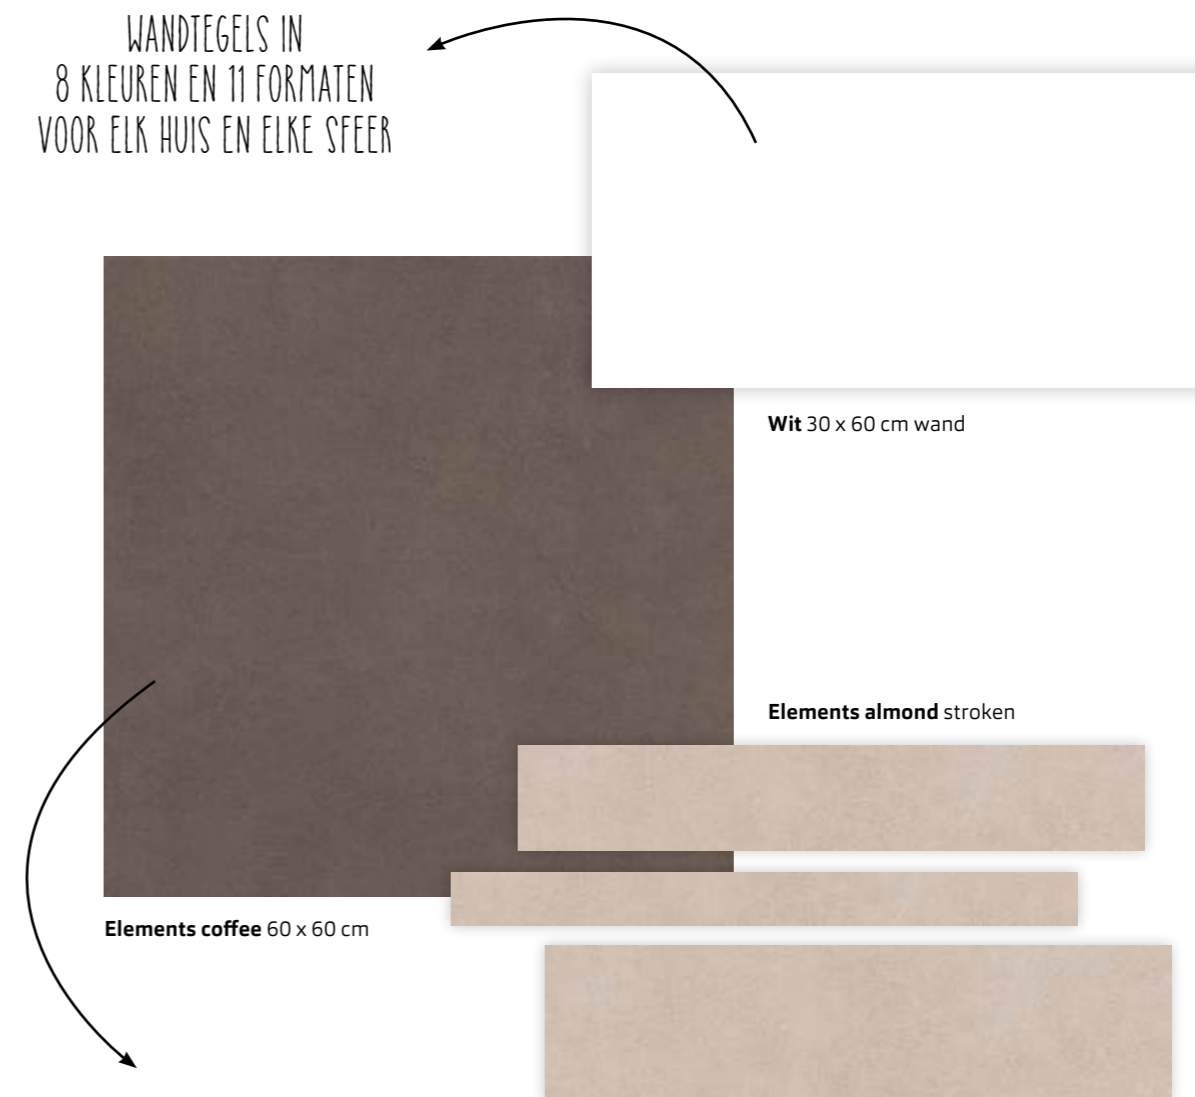 WANDTEGELS IN
8 KLEUREN EN 11 FORMATEN
VOOR ELK HUIS EN ELKE SFEER
Wit 30 x 60 cm wand
Elements almond stroken
Elements coffee 60 x 60 cm